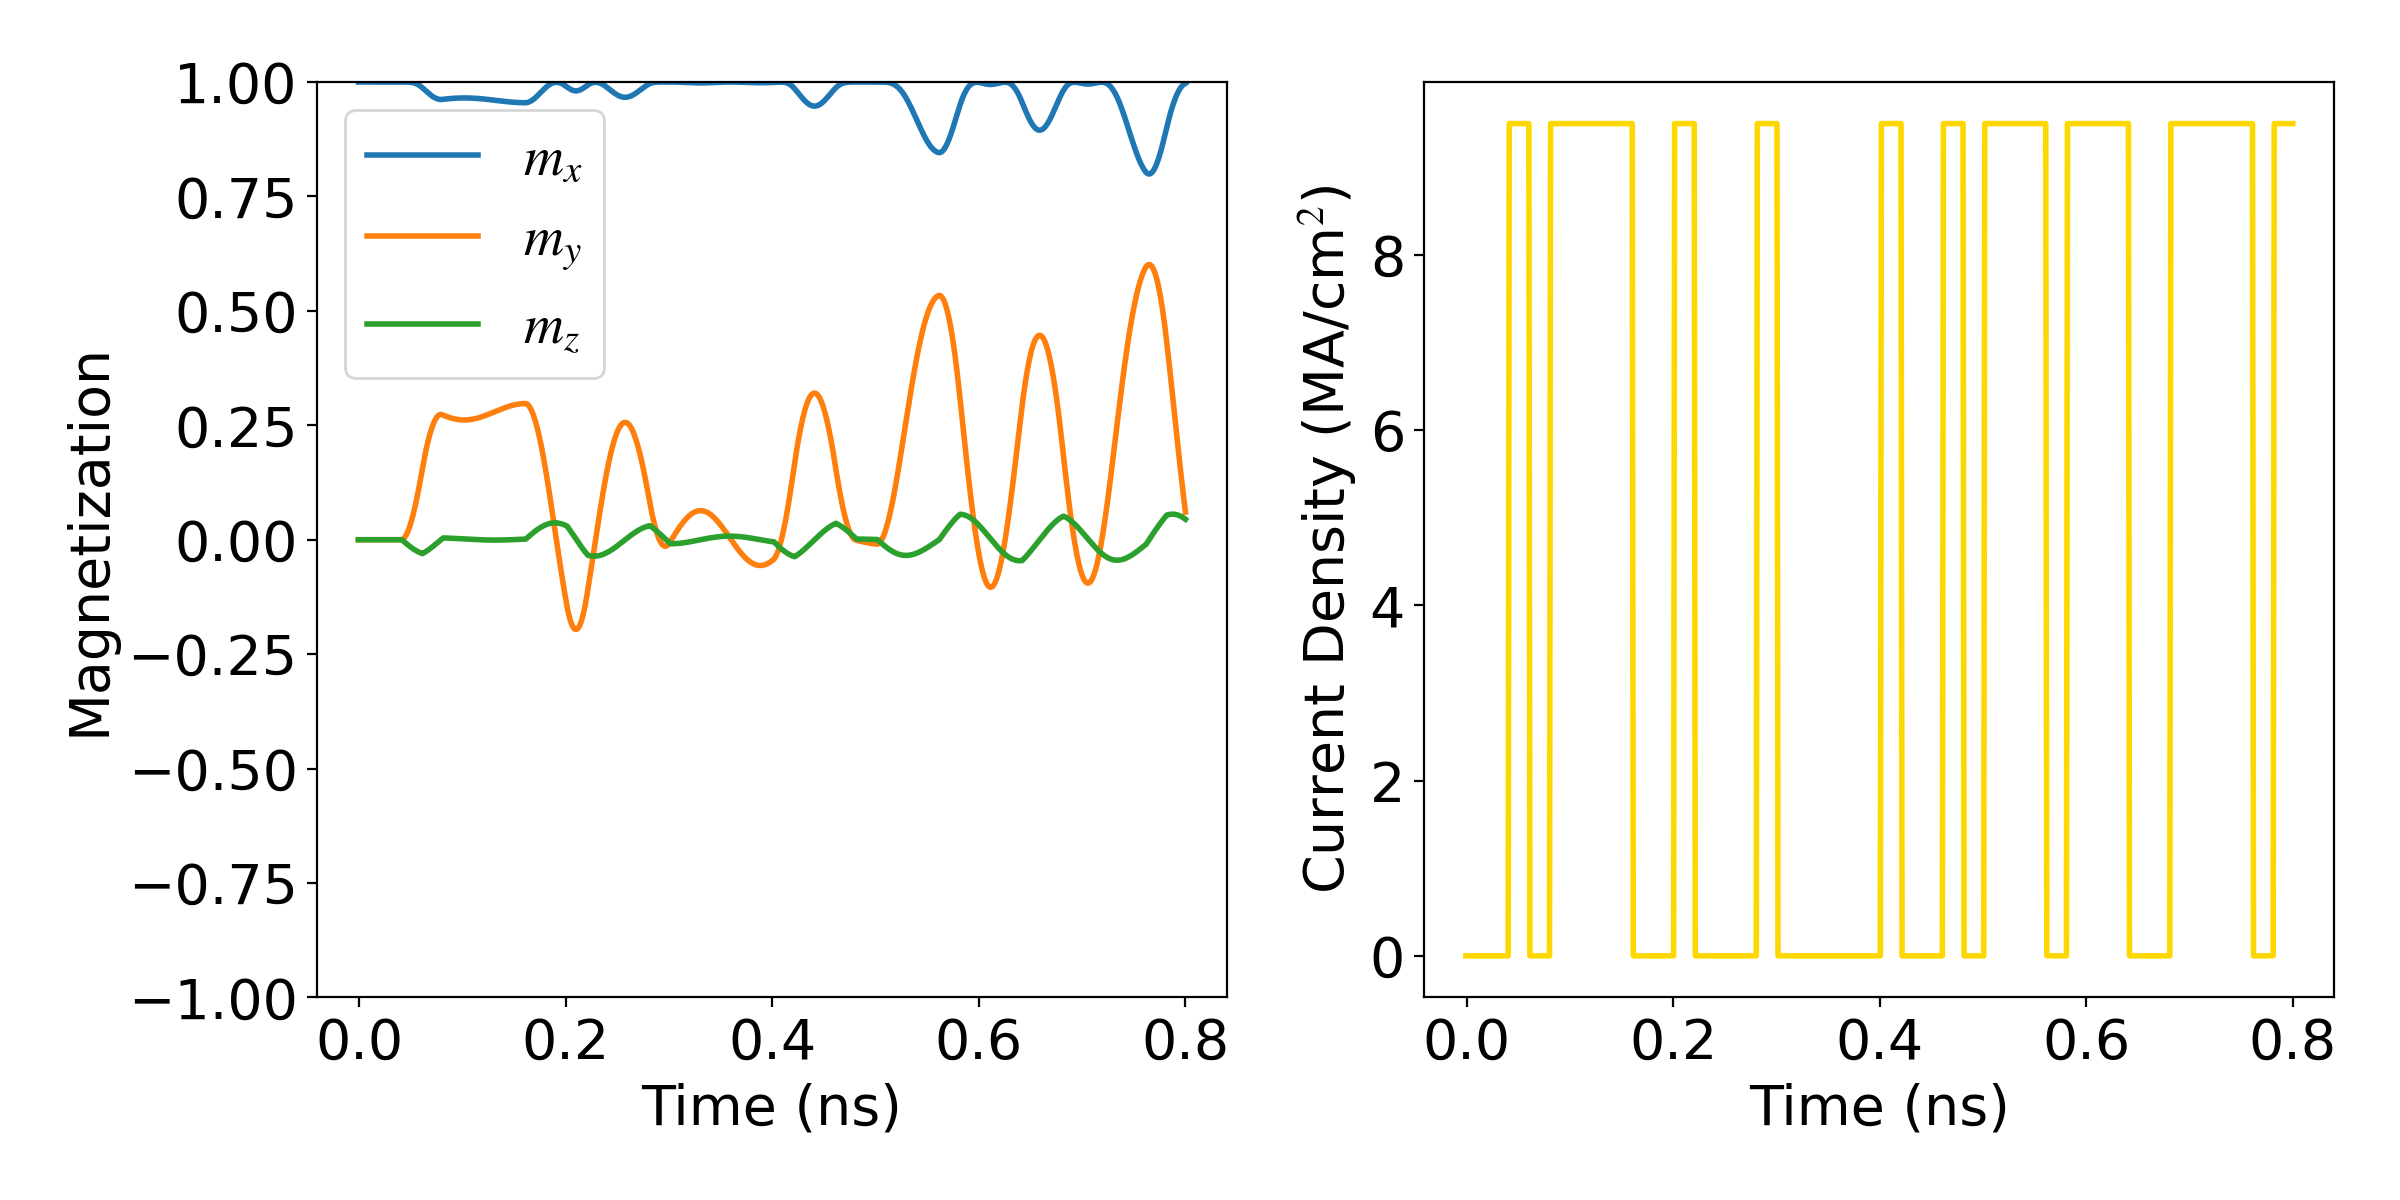 1.00
0.75
0.50
0.25
0.00
−0.25
−0.50
−0.75
−1.00
Magnetization
m_x
m_y
m_z
0.0 0.2 0.4 0.6 0.8
Time (ns)
8
6
4
2
0
Current Density (MA/cm²)
0.0 0.2 0.4 0.6 0.8
Time (ns)